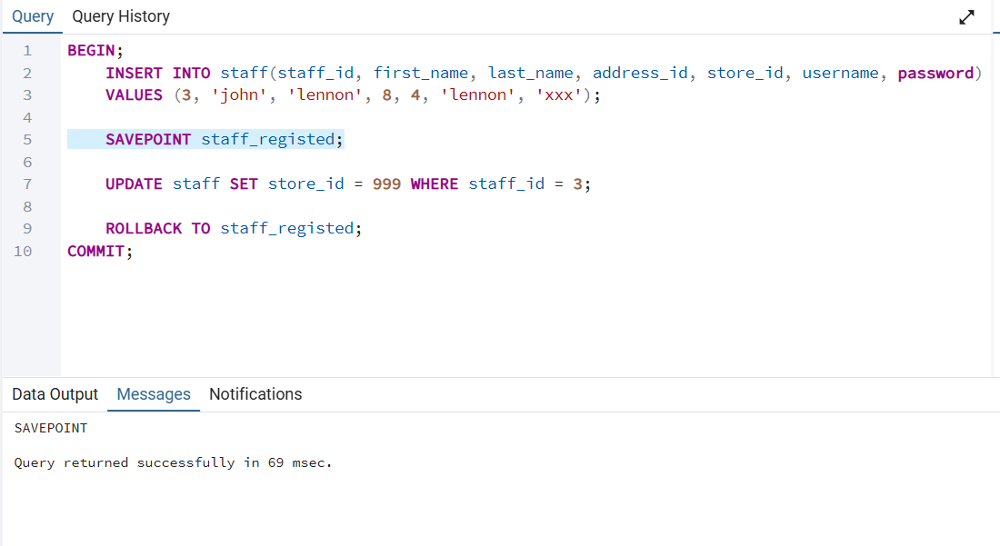 Query Query History
1 BEGIN;
2 INSERT INTO staff(staff_id, first_name, last_name, address_id, store_id, username, password)
3 VALUES (3, 'john', 'lennon', 8, 4, 'lennon', 'xxx');
4
5 SAVEPOINT staff_registed;
6
7 UPDATE staff SET store_id = 999 WHERE staff_id = 3;
8
9 ROLLBACK TO staff_registed;
10 COMMIT;
Data Output Messages Notifications
SAVEPOINT
Query returned successfully in 69 msec.